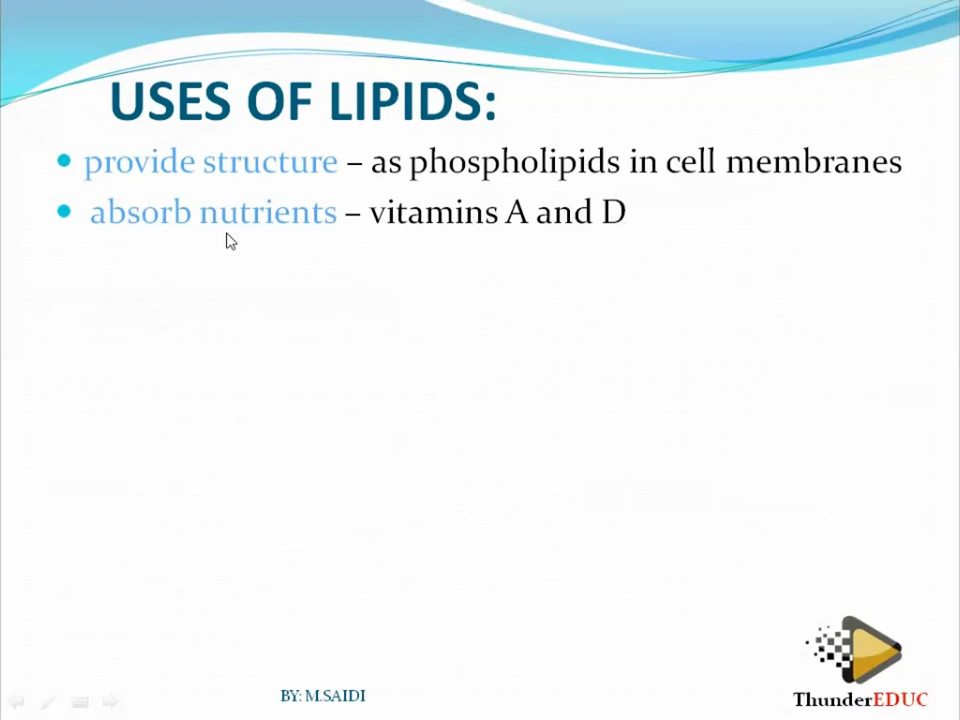 USES OF LIPIDS:
provide structure – as phospholipids in cell membranes
absorb nutrients – vitamins A and D
BY: M.SAIDI
ThunderEDUC